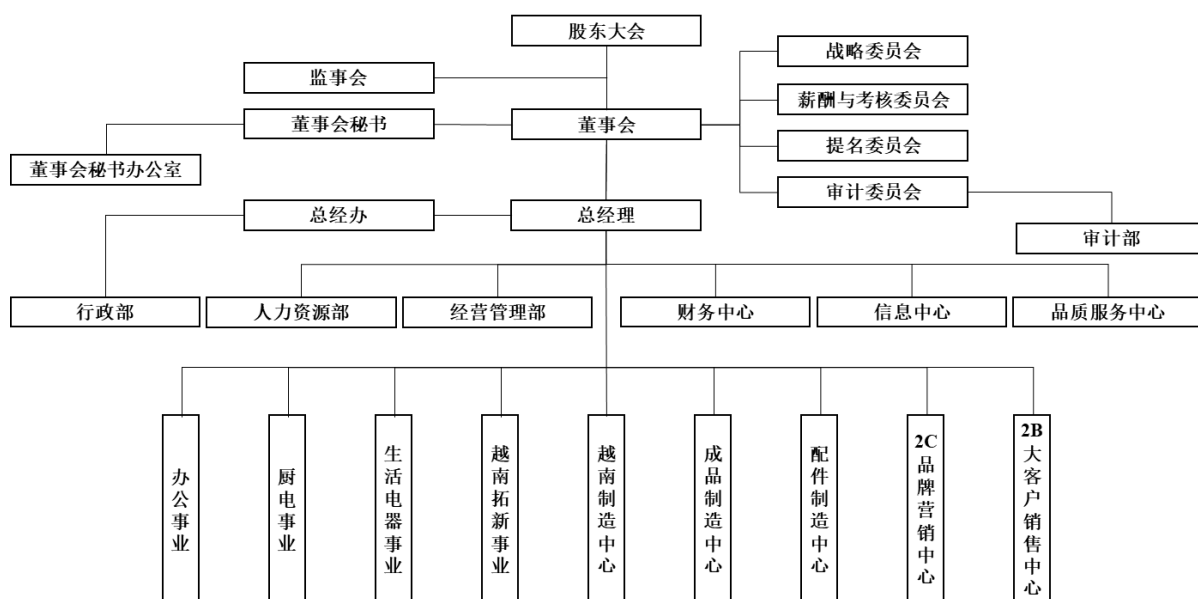 股东大会
监事会
战略委员会
薪酬与考核委员会
董事会秘书
董事会
提名委员会
董事会秘书办公室
审计委员会
总经办
总经理
审计部
行政部
人力资源部
经营管理部
财务中心
信息中心
品质服务中心
办公事业
厨电事业
生活电器事业
越南拓新事业
越南制造中心
成品制造中心
配件制造中心
2C品牌营销中心
2B大客户销售中心